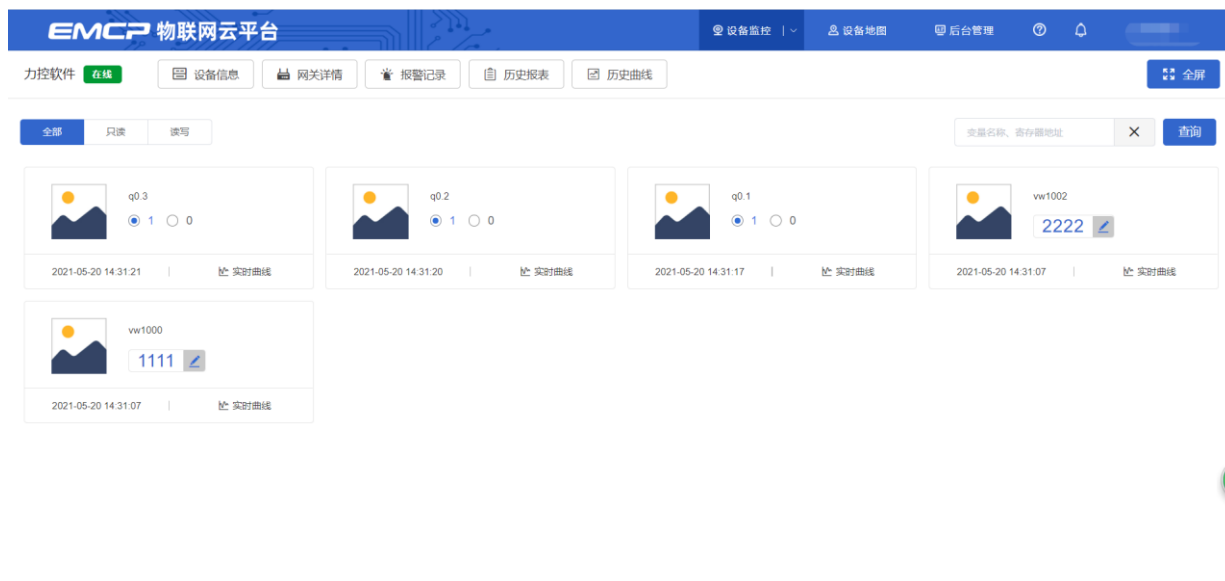 EMCP 物联网云平台 设备监控 设备地图 后台管理
力控软件 在线 设备信息 网关详情 报警记录 历史报表 历史曲线 全屏
全部 只读 读写 变量名称、寄存器地址 查询
q0.3 q0.2 q0.1 vw1002
1 0 1 0 1 0 2222
2021-05-20 14:31:21 实时曲线 2021-05-20 14:31:20 实时曲线 2021-05-20 14:31:17 实时曲线 2021-05-20 14:31:07 实时曲线
vw1000
1111
2021-05-20 14:31:07 实时曲线